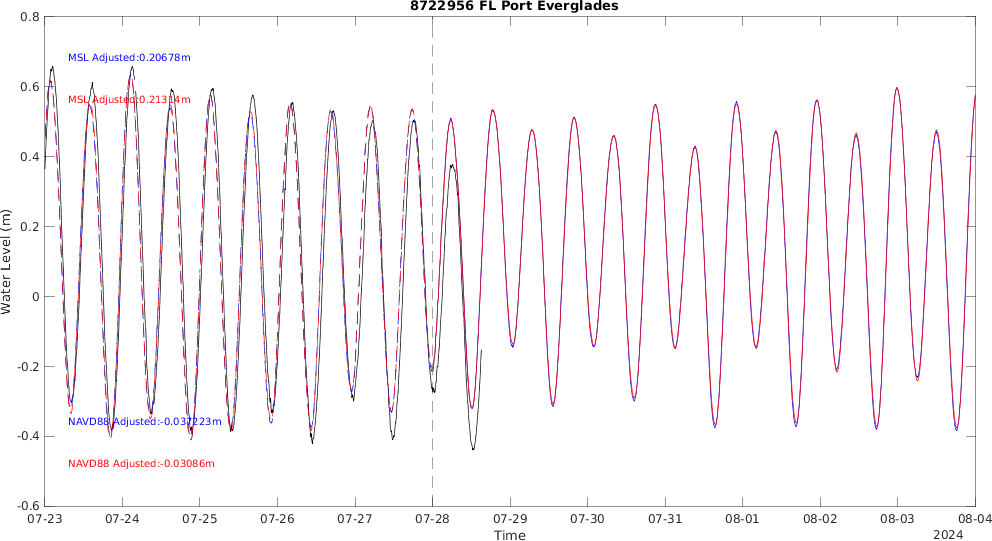 8722956 FL Port Everglades
0.8
0.6
0.4
0.2
0
-0.2
-0.4
-0.6
Water Level (m)
MSL Adjusted:0.20678m
MSL Adjusted:0.21314m
NAVD88 Adjusted:-0.037223m
NAVD88 Adjusted:-0.03086m
07-23 07-24 07-25 07-26 07-27 07-28 07-29 07-30 07-31 08-01 08-02 08-03 08-04
Time
2024